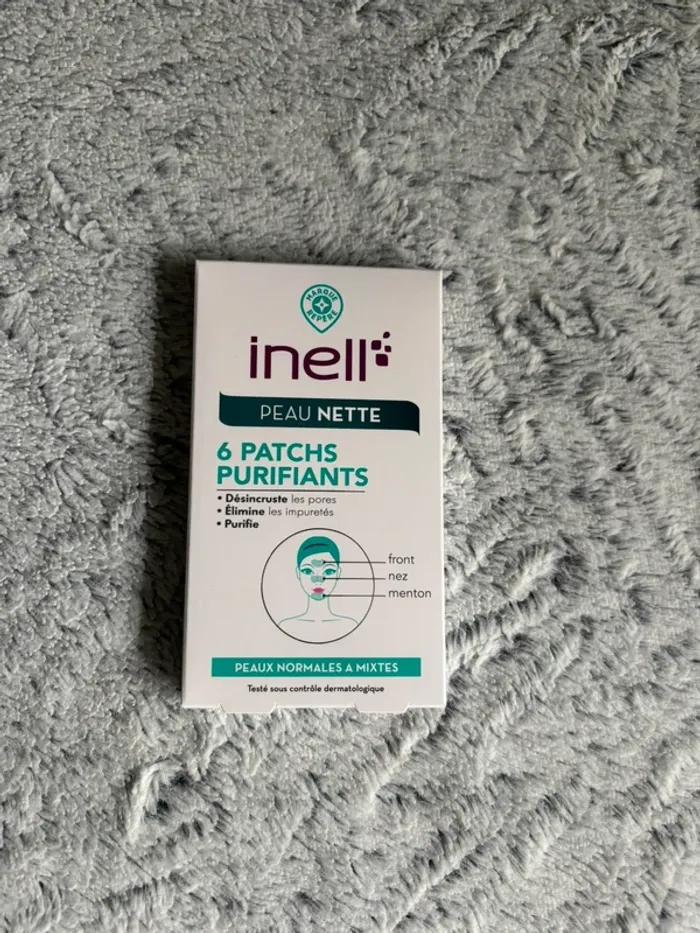 MARQUE
REPÈRE
inell
PEAU NETTE
6 PATCHS
PURIFIANTS
• Désincruste les pores
• Élimine les impuretés
• Purifie
front
nez
menton
PEAUX NORMALES A MIXTES
Testé sous contrôle dermatologique